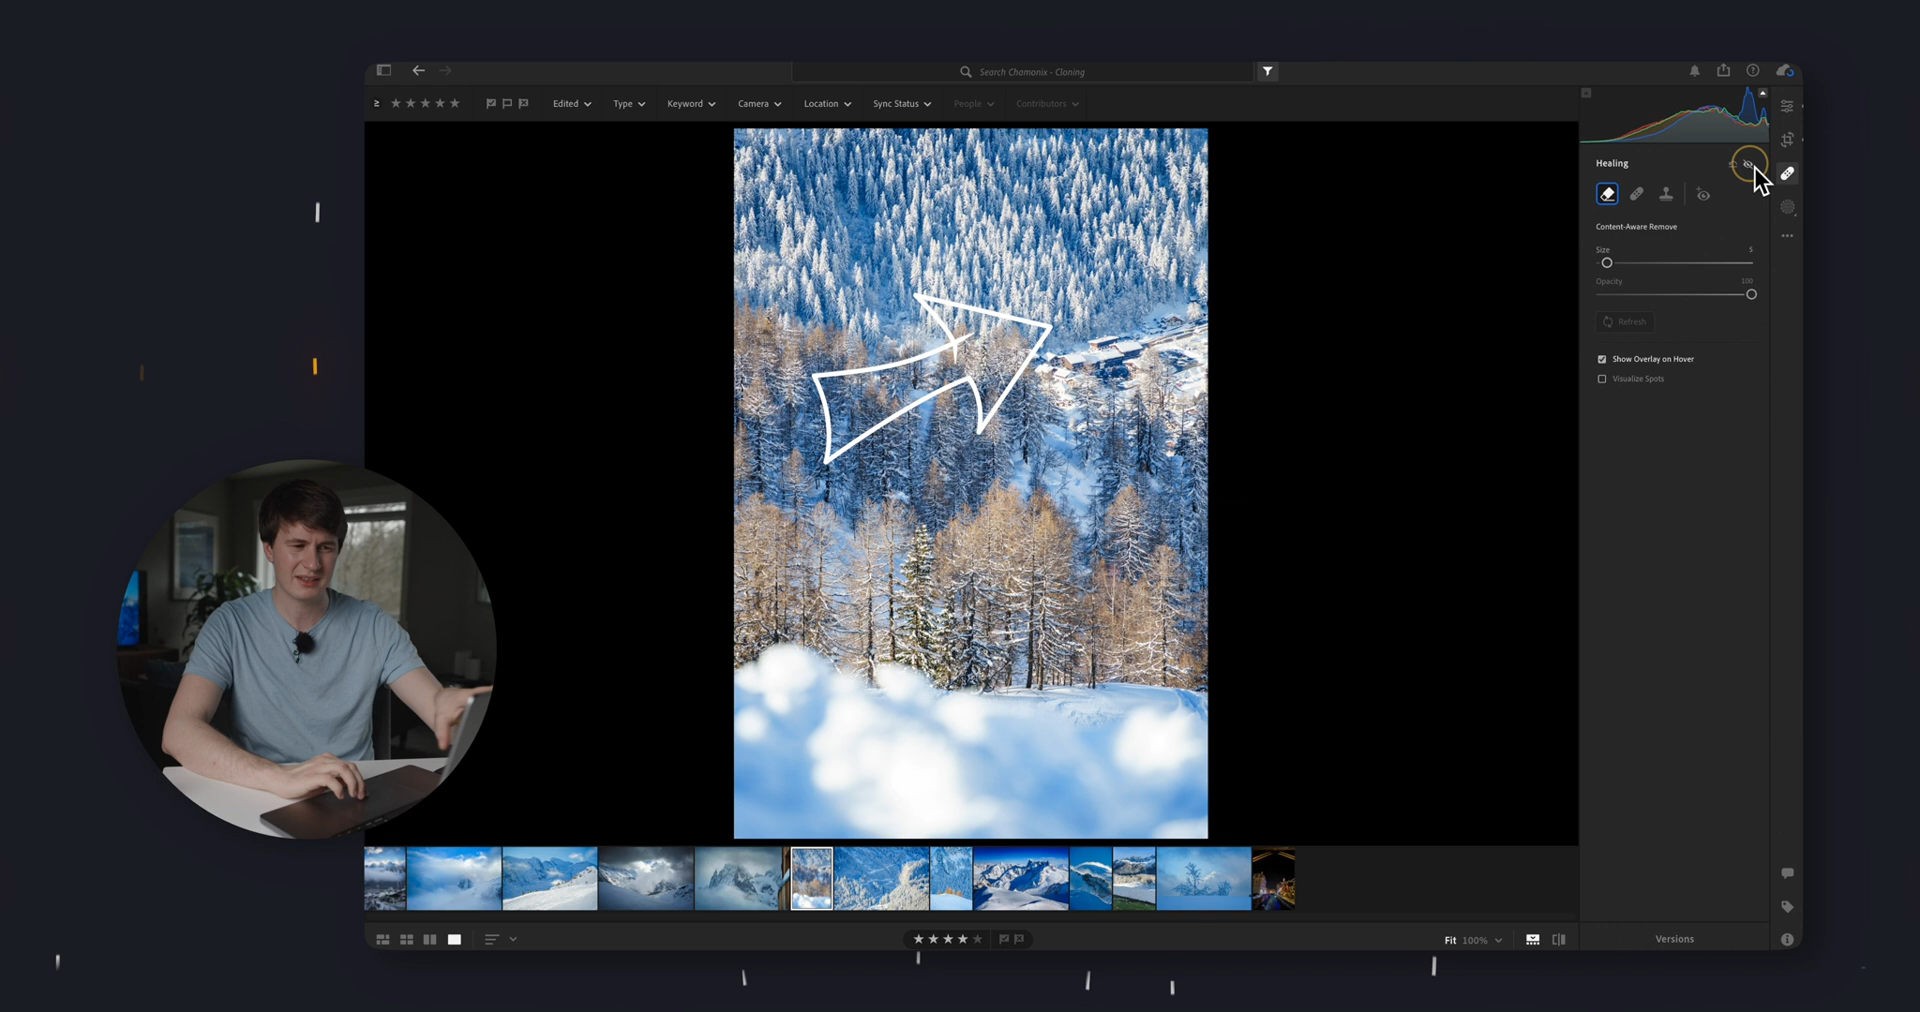 Search Chamonix - Cloning
≥ Edited Type Keyword Camera Location Sync Status People Contributors
Healing
Content-Aware Remove
Size 5
Opacity 100
Refresh
Show Overlay on Hover
Visualize Spots
Fit 100%
Versions